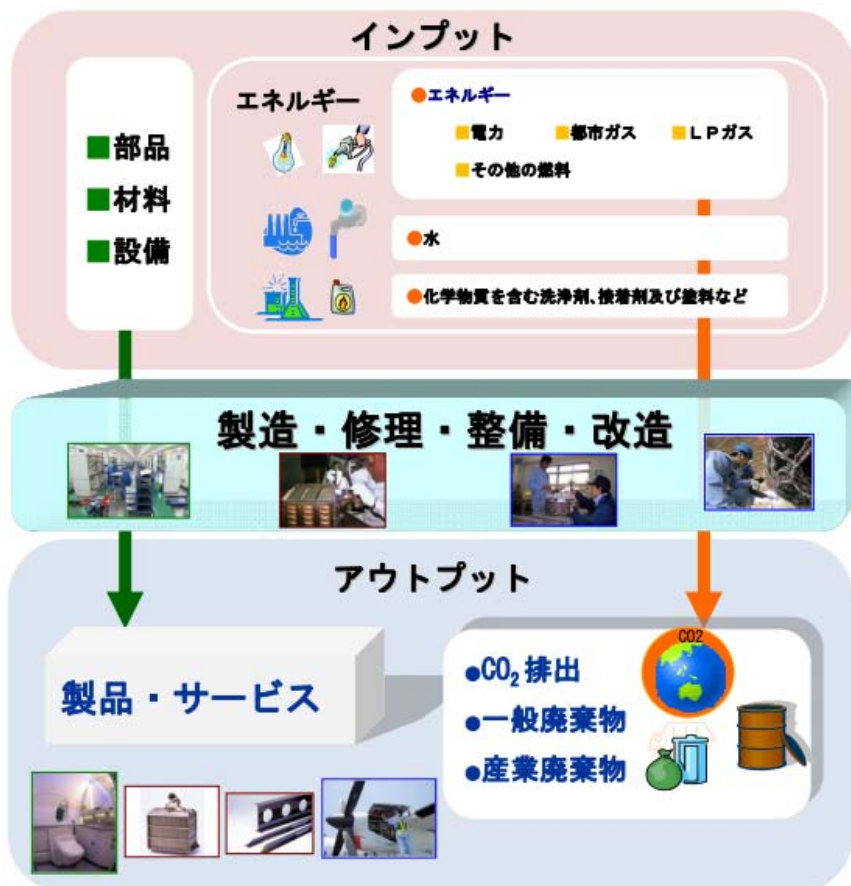 インプット
■部品
■材料
■設備
エネルギー
●エネルギー
■電力 ■都市ガス ■ＬＰガス
■その他の燃料
●水
●化学物質を含む洗浄剤、接着剤及び塗料など
製造・修理・整備・改造
アウトプット
製品・サービス
CO2
●CO₂排出
●一般廃棄物
●産業廃棄物